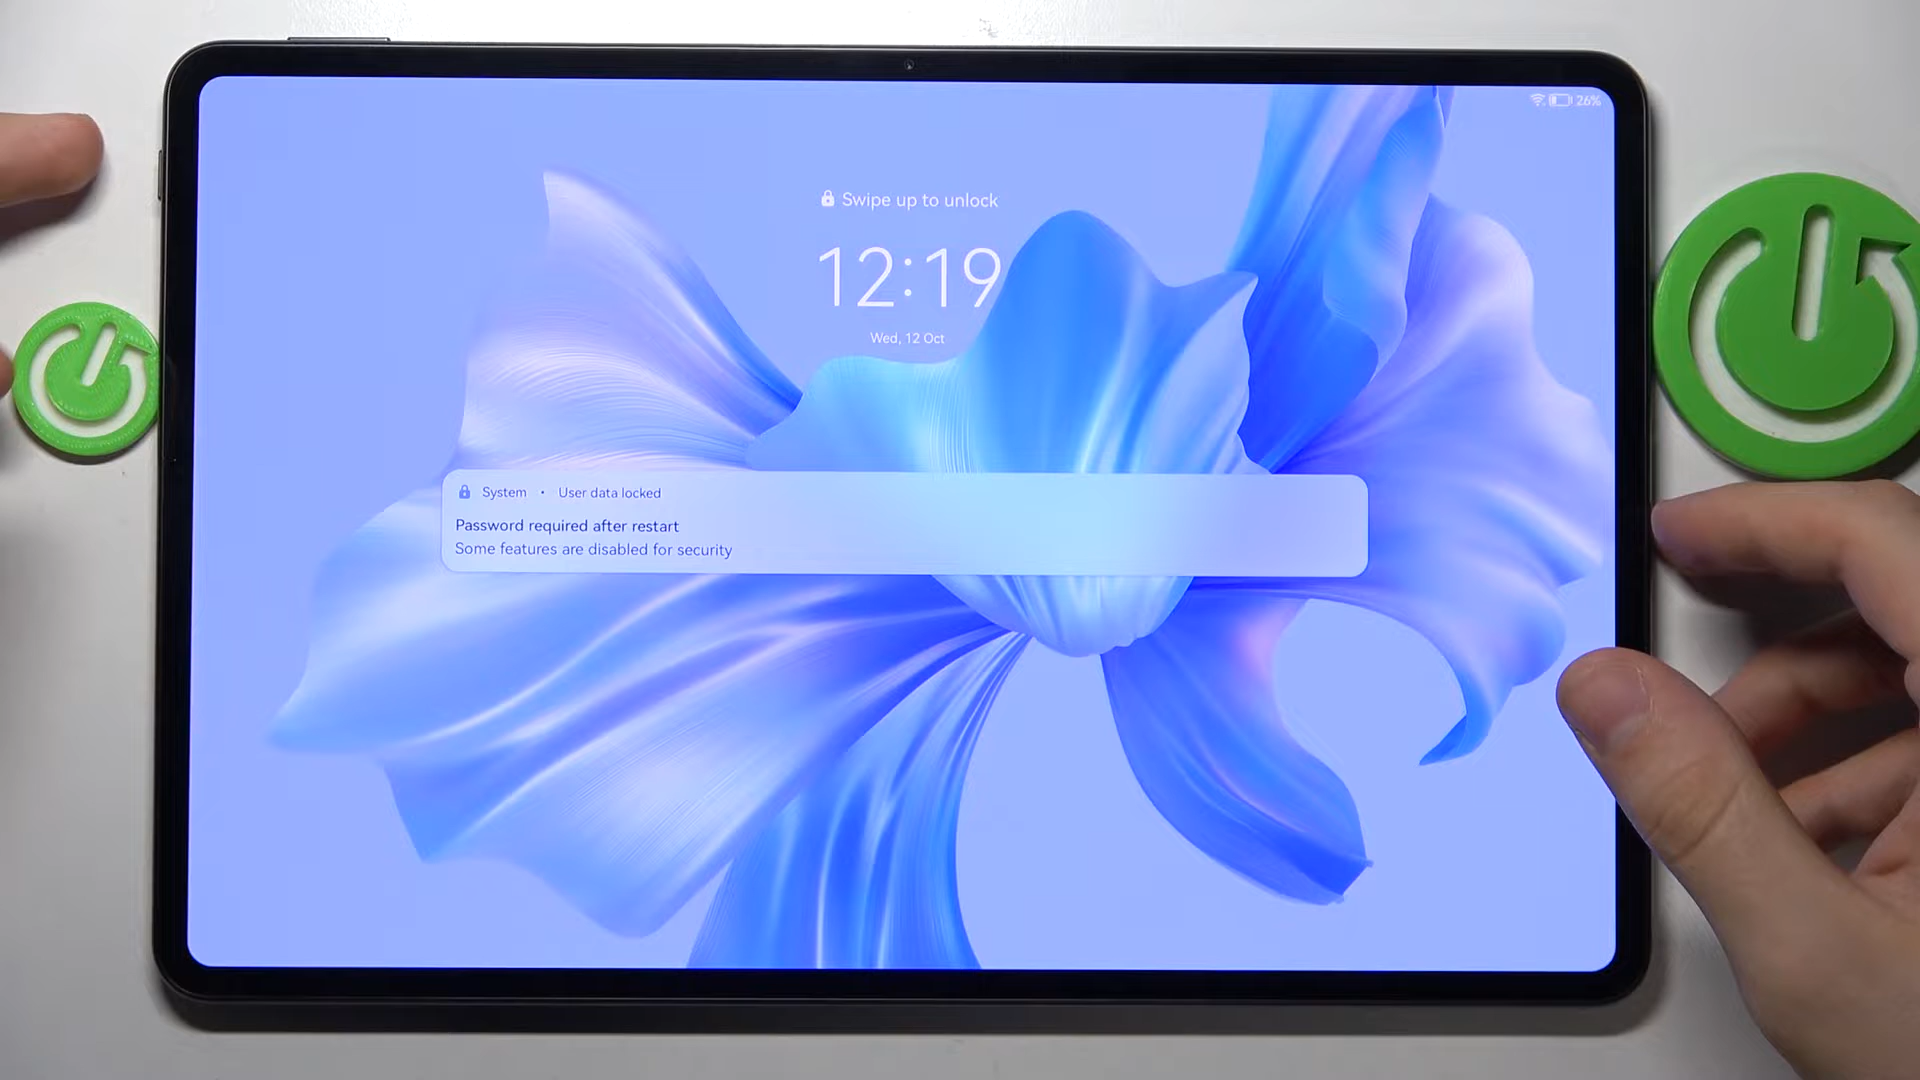 26%
Swipe up to unlock
12:19
Wed, 12 Oct
System • User data locked
Password required after restart
Some features are disabled for security